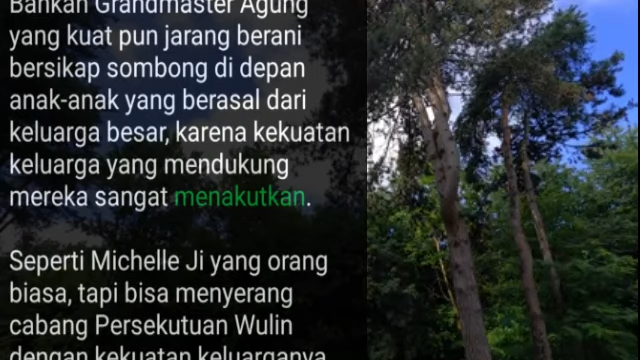 Bahkan Grandmaster Agung
yang kuat pun jarang berani
bersikap sombong di depan
anak-anak yang berasal dari
keluarga besar, karena kekuatan
keluarga yang mendukung
mereka sangat menakutkan.
Seperti Michelle Ji yang orang
biasa, tapi bisa menyerang
cabang Persekutuan Wulin
dengan kekuatan keluarganya